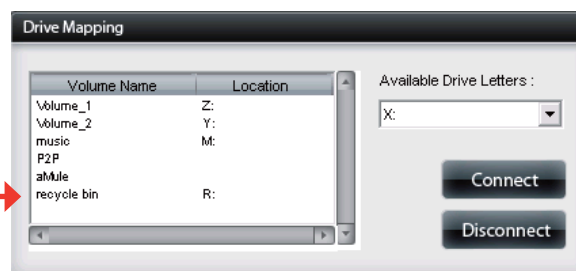 Drive Mapping
Volume Name Location
Volume_1 Z:
Volume_2 Y:
music M:
P2P
aMule
recycle bin R:
Available Drive Letters :
X:
Connect
Disconnect